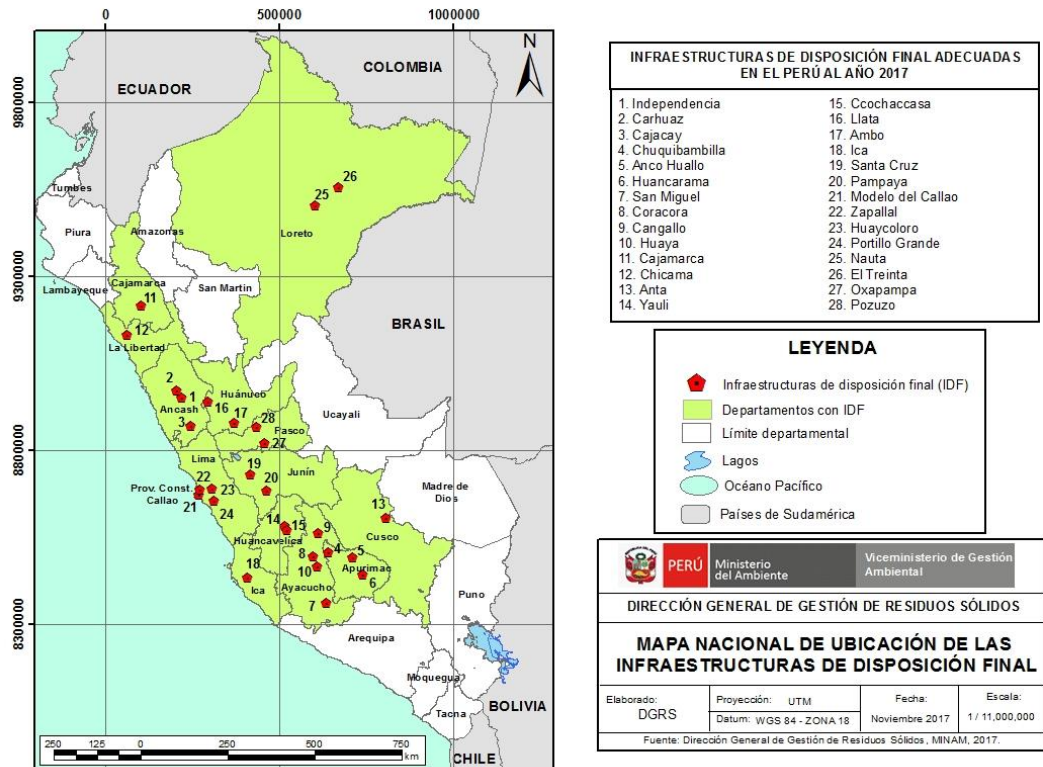 0
500000
1000000
9800000
9300000
8800000
8300000
N
COLOMBIA
ECUADOR
BRASIL
BOLIVIA
CHILE
Tumbes
Piura
Amazonas
Loreto
Lambayeque
Cajamarca
San Martin
La Libertad
Ancash
Huánuco
Ucayali
Pasco
Lima
Junín
Prov. Const.
Callao
Madre de
Dios
Cusco
Huancavelica
Apurimac
Ica
Ayacucho
Puno
Arequipa
Moquegua
Tacna
26
25
11
12
2
1
16
17
28
3
27
19
20
22
23
21
24
13
14
15
9
8
4
5
10
6
18
7
250 125 0 250 500 750
km
INFRAESTRUCTURAS DE DISPOSICIÓN FINAL ADECUADAS
EN EL PERÚ AL AÑO 2017
1. Independencia
2. Carhuaz
3. Cajacay
4. Chuquibambilla
5. Anco Huallo
6. Huancarama
7. San Miguel
8. Coracora
9. Cangallo
10. Huaya
11. Cajamarca
12. Chicama
13. Anta
14. Yauli
15. Ccochaccasa
16. Llata
17. Ambo
18. Ica
19. Santa Cruz
20. Pampaya
21. Modelo del Callao
22. Zapallal
23. Huaycoloro
24. Portillo Grande
25. Nauta
26. El Treinta
27. Oxapampa
28. Pozuzo
LEYENDA
Infraestructuras de disposición final (IDF)
Departamentos con IDF
Límite departamental
Lagos
Océano Pacífico
Países de Sudamérica
PERÚ
Ministerio
del Ambiente
Viceministerio de Gestión
Ambiental
DIRECCIÓN GENERAL DE GESTIÓN DE RESIDUOS SÓLIDOS
MAPA NACIONAL DE UBICACIÓN DE LAS
INFRAESTRUCTURAS DE DISPOSICIÓN FINAL
Elaborado:
DGRS
Proyección: UTM
Datum: WGS 84 - ZONA 18
Fecha:
Noviembre 2017
Escala:
1 / 11,000,000
Fuente: Dirección General de Gestión de Residuos Sólidos, MINAM, 2017.